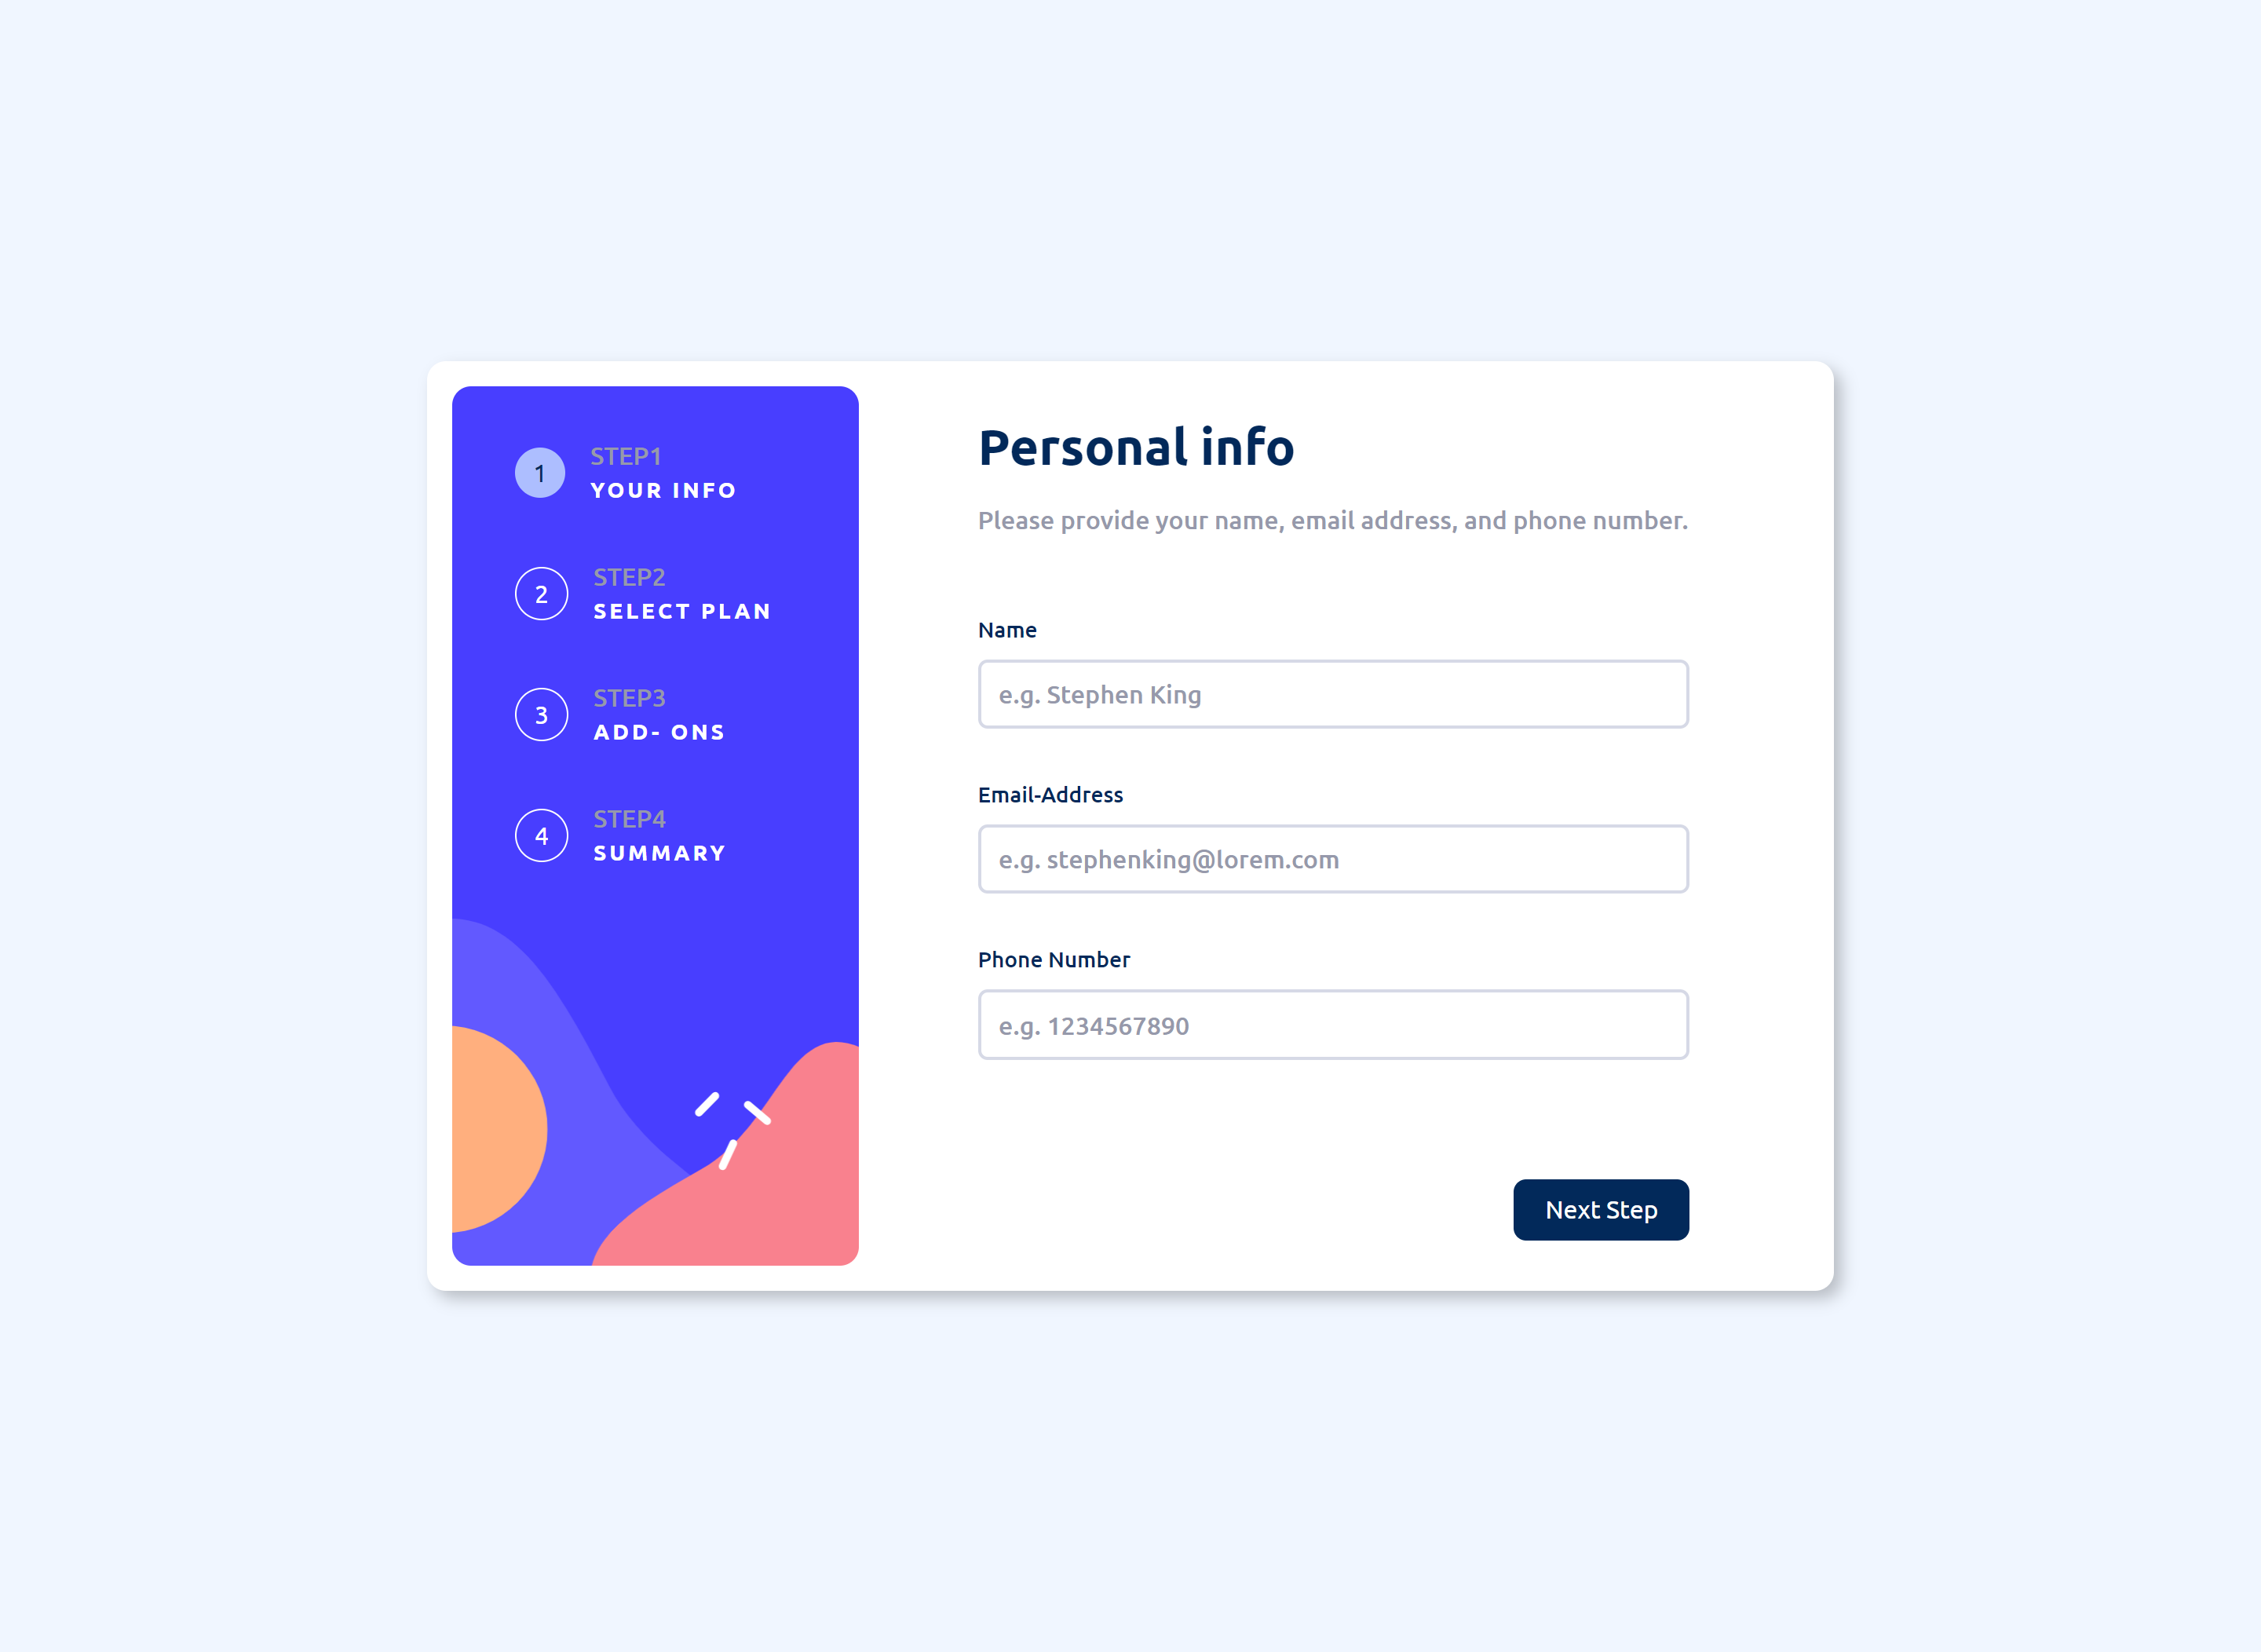 1
STEP1
YOUR INFO
2
STEP2
SELECT PLAN
3
STEP3
ADD- ONS
4
STEP4
SUMMARY
Personal info
Please provide your name, email address, and phone number.
Name
e.g. Stephen King
Email-Address
e.g. stephenking@lorem.com
Phone Number
e.g. 1234567890
Next Step